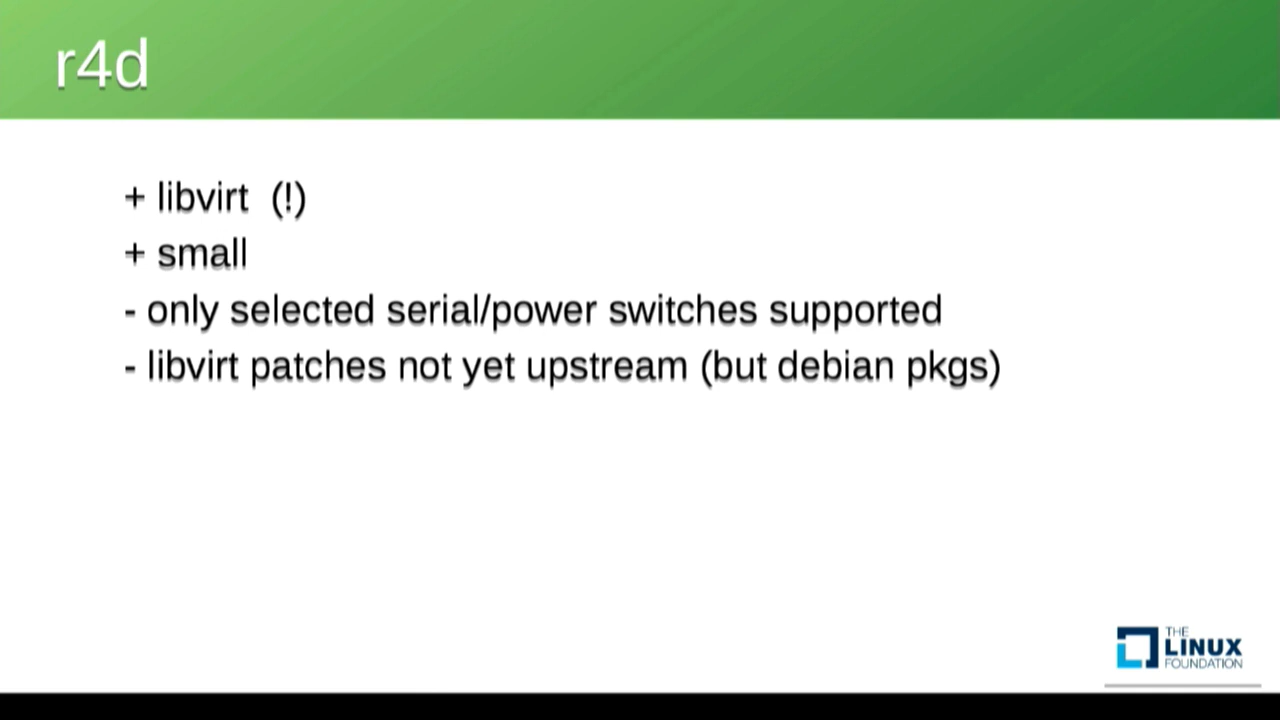 r4d
+ libvirt  (!)
+ small
- only selected serial/power switches supported
- libvirt patches not yet upstream (but debian pkgs)
THE
LINUX
FOUNDATION